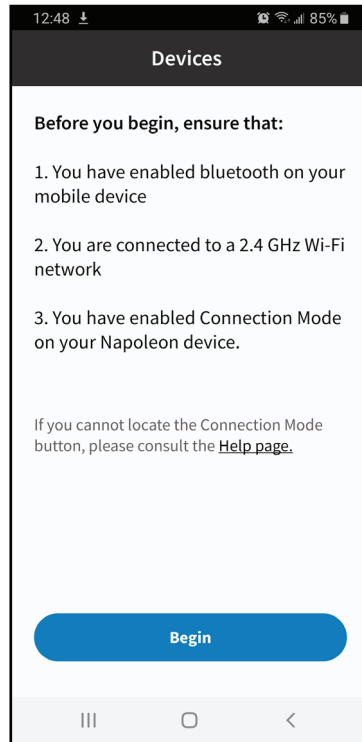 12:48 85%
Devices
Before you begin, ensure that:
1. You have enabled bluetooth on your
mobile device
2. You are connected to a 2.4 GHz Wi-Fi
network
3. You have enabled Connection Mode
on your Napoleon device.
If you cannot locate the Connection Mode
button, please consult the Help page.
Begin